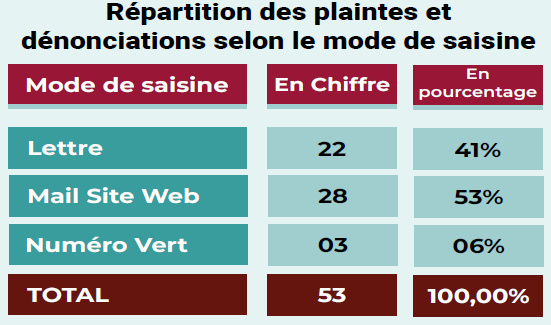 Répartition des plaintes et
dénonciations selon le mode de saisine
Mode de saisine En Chiffre En pourcentage
Lettre 22 41%
Mail Site Web 28 53%
Numéro Vert 03 06%
TOTAL 53 100,00%